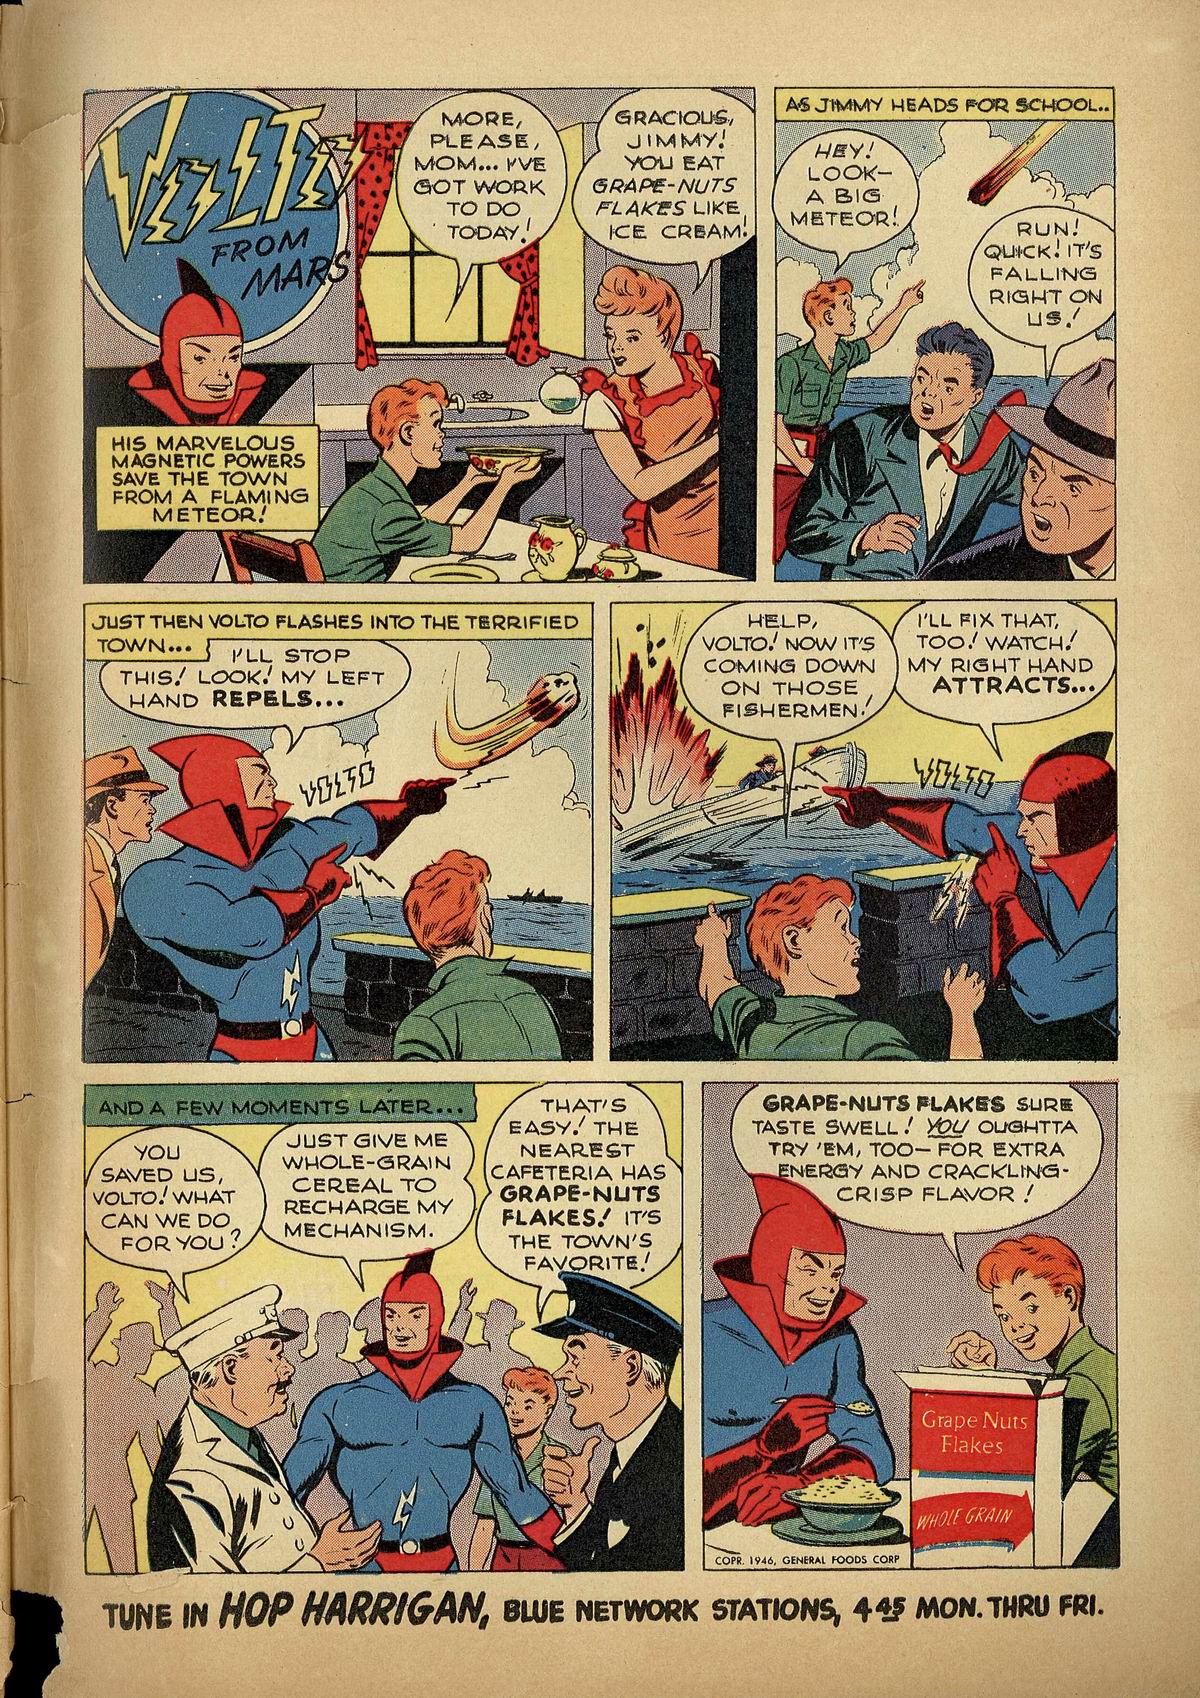 VOLTO
FROM
MARS
MORE,
PLEASE,
MOM... I'VE
GOT WORK
TO DO
TODAY!
GRACIOUS,
JIMMY!
YOU EAT
GRAPE-NUTS
FLAKES LIKE
ICE CREAM!
HIS MARVELOUS
MAGNETIC POWERS
SAVE THE TOWN
FROM A FLAMING
METEOR!
AS JIMMY HEADS FOR SCHOOL..
HEY!
LOOK—
A BIG
METEOR!
RUN!
QUICK! IT'S
FALLING
RIGHT ON
US!
JUST THEN VOLTO FLASHES INTO THE TERRIFIED
TOWN...
I'LL STOP
THIS! LOOK! MY LEFT
HAND REPELS...
VOLTO
HELP,
VOLTO! NOW IT'S
COMING DOWN
ON THOSE
FISHERMEN!
I'LL FIX THAT,
TOO! WATCH!
MY RIGHT HAND
ATTRACTS...
VOLTO
AND A FEW MOMENTS LATER...
YOU
SAVED US,
VOLTO! WHAT
CAN WE DO
FOR YOU?
JUST GIVE ME
WHOLE-GRAIN
CEREAL TO
RECHARGE MY
MECHANISM.
THAT'S
EASY! THE
NEAREST
CAFETERIA HAS
GRAPE-NUTS
FLAKES! IT'S
THE TOWN'S
FAVORITE!
GRAPE-NUTS FLAKES SURE
TASTE SWELL! YOU OUGHTTA
TRY 'EM, TOO— FOR EXTRA
ENERGY AND CRACKLING-
CRISP FLAVOR!
Grape Nuts
Flakes
WHOLE GRAIN
COPR. 1946, GENERAL FOODS CORP
TUNE IN HOP HARRIGAN, BLUE NETWORK STATIONS, 4 45 MON. THRU FRI.